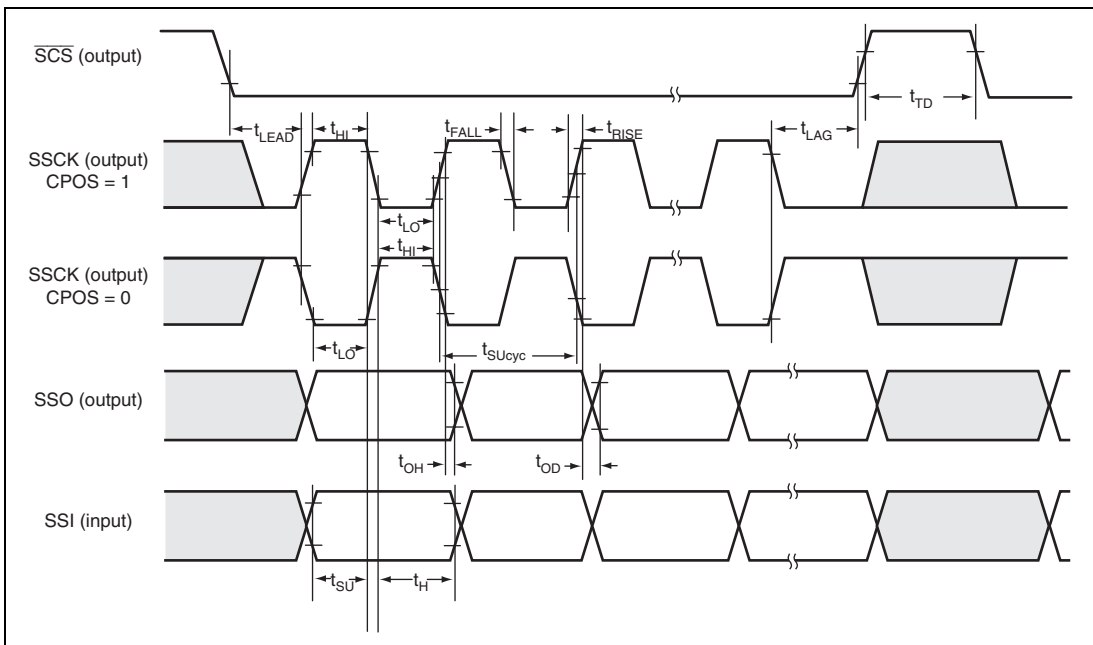 SCS (output)
tTD
tLEAD
tHI
tFALL
tRISE
tLAG
SSCK (output)
CPOS = 1
tLO
tHI
SSCK (output)
CPOS = 0
tLO
tSUcyc
SSO (output)
tOH
tOD
SSI (input)
tSU
tH